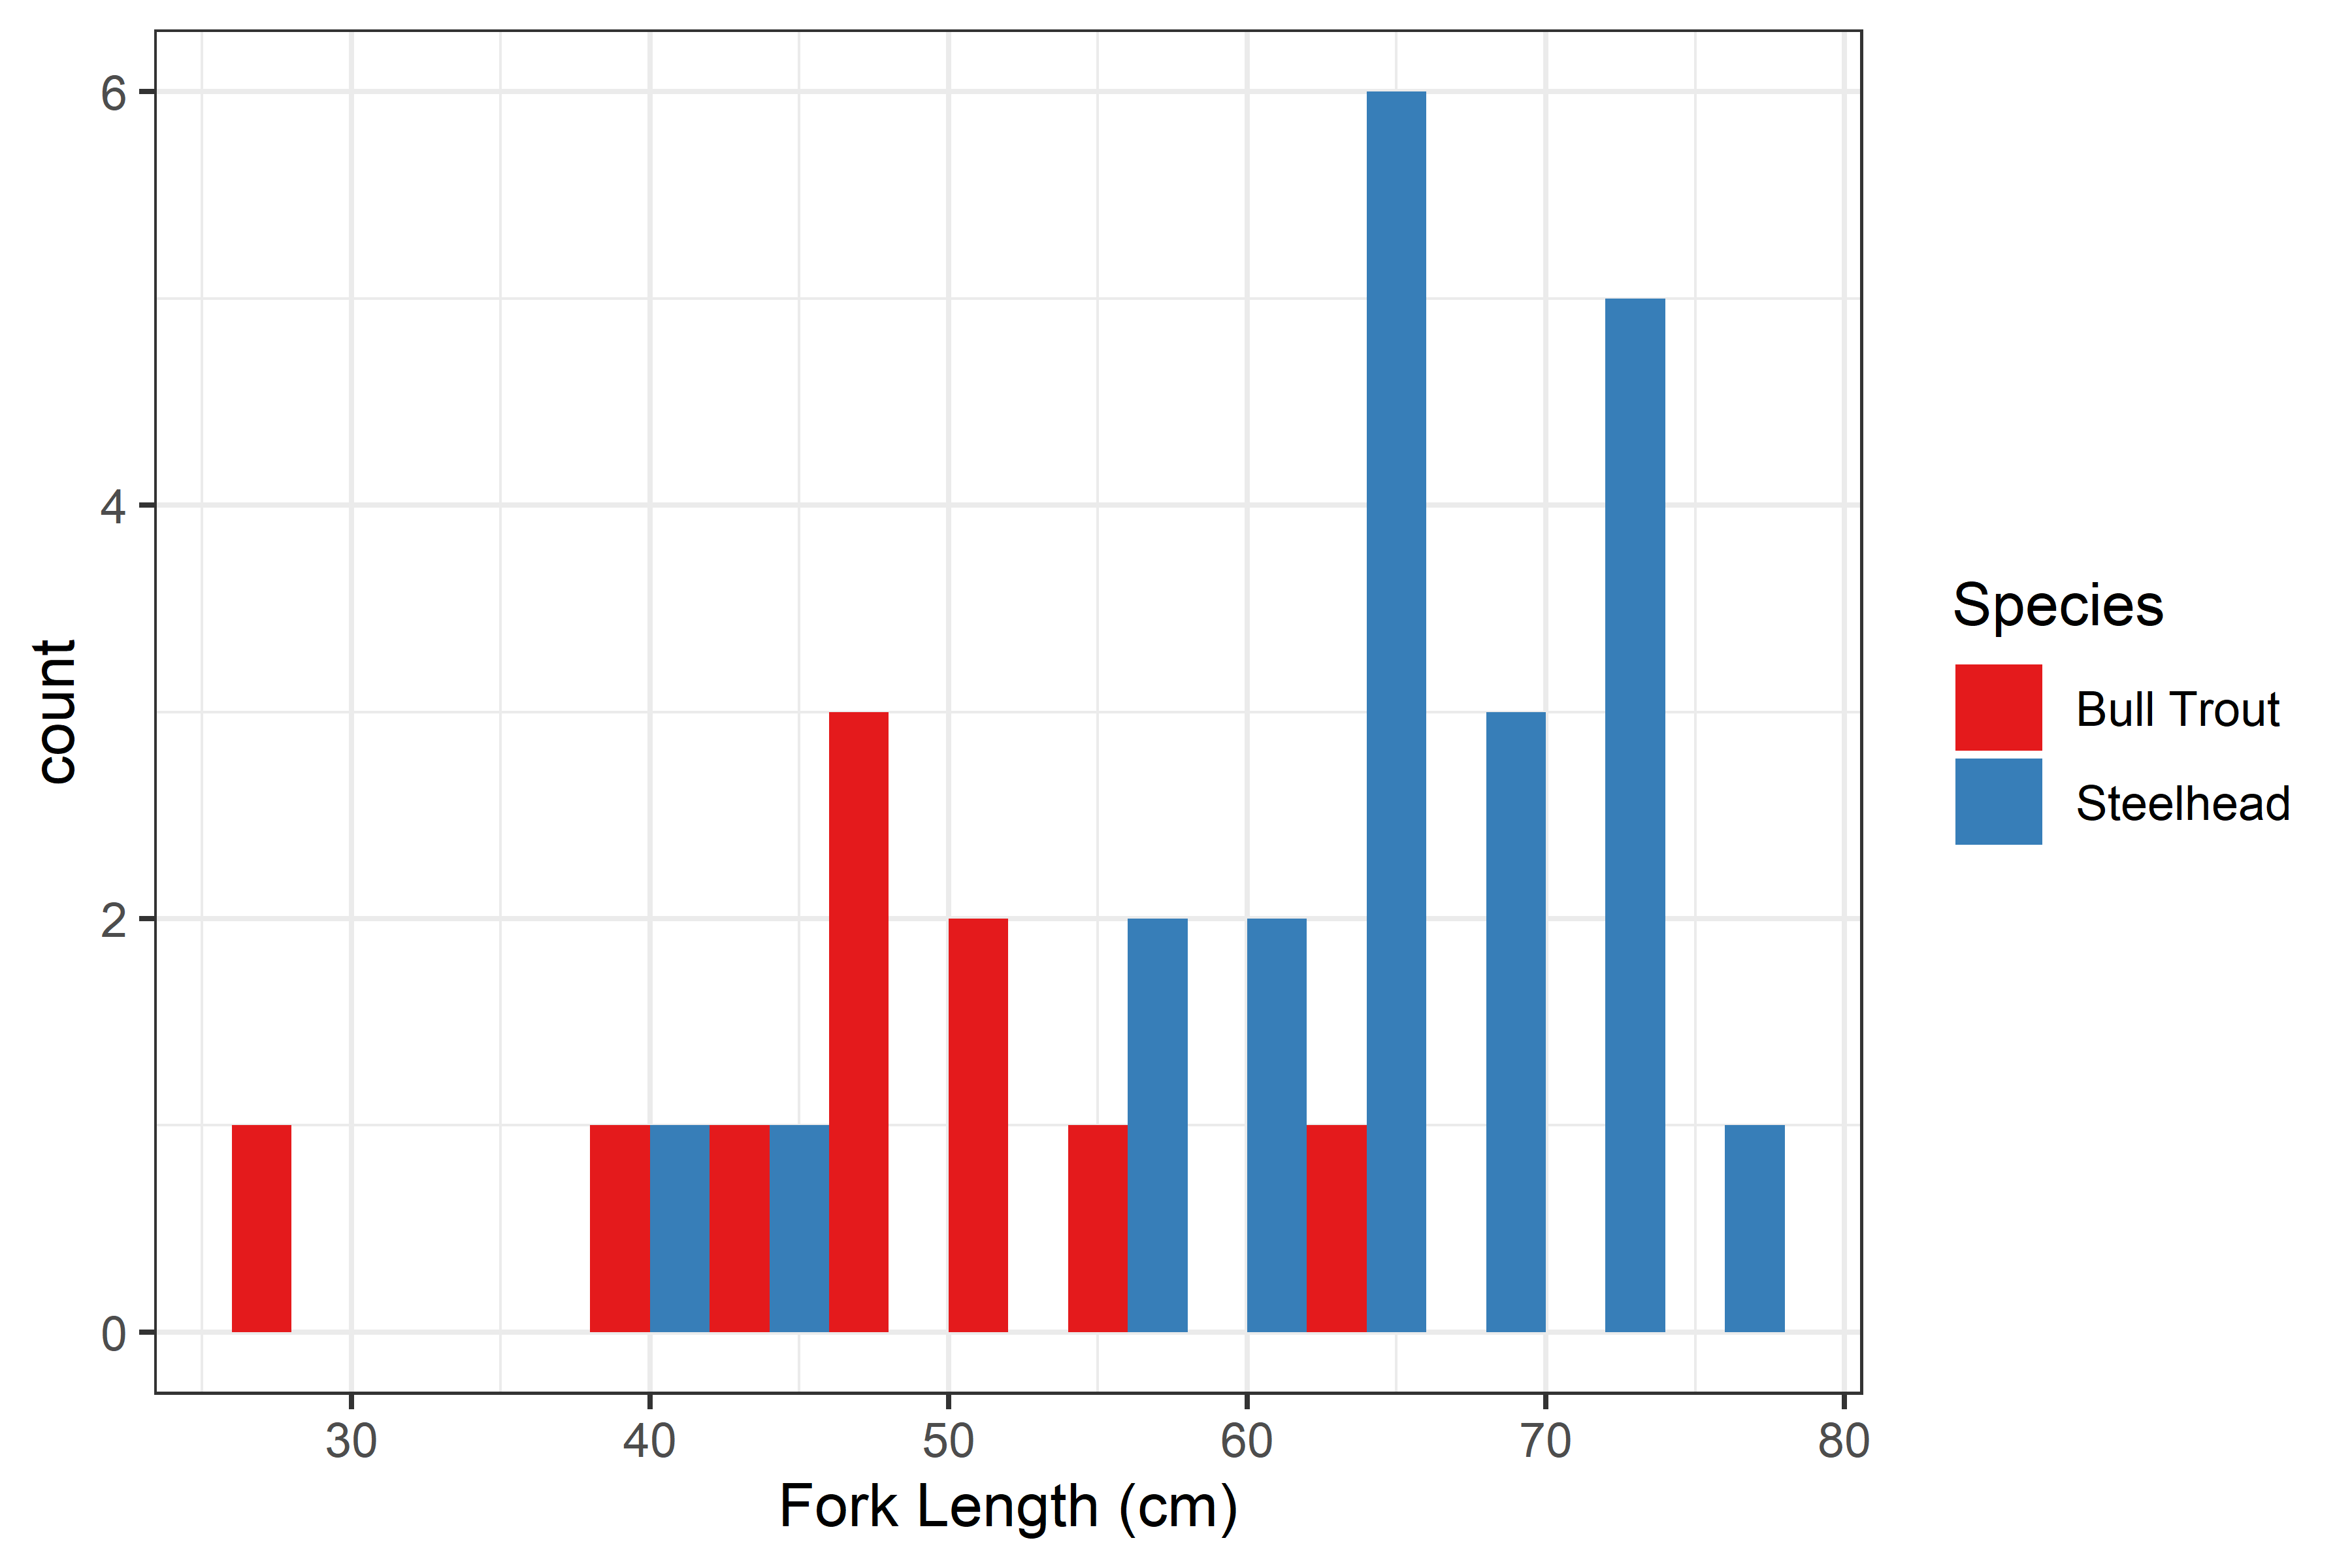 6
4
2
0
count
30 40 50 60 70 80
Fork Length (cm)
Species
Bull Trout
Steelhead